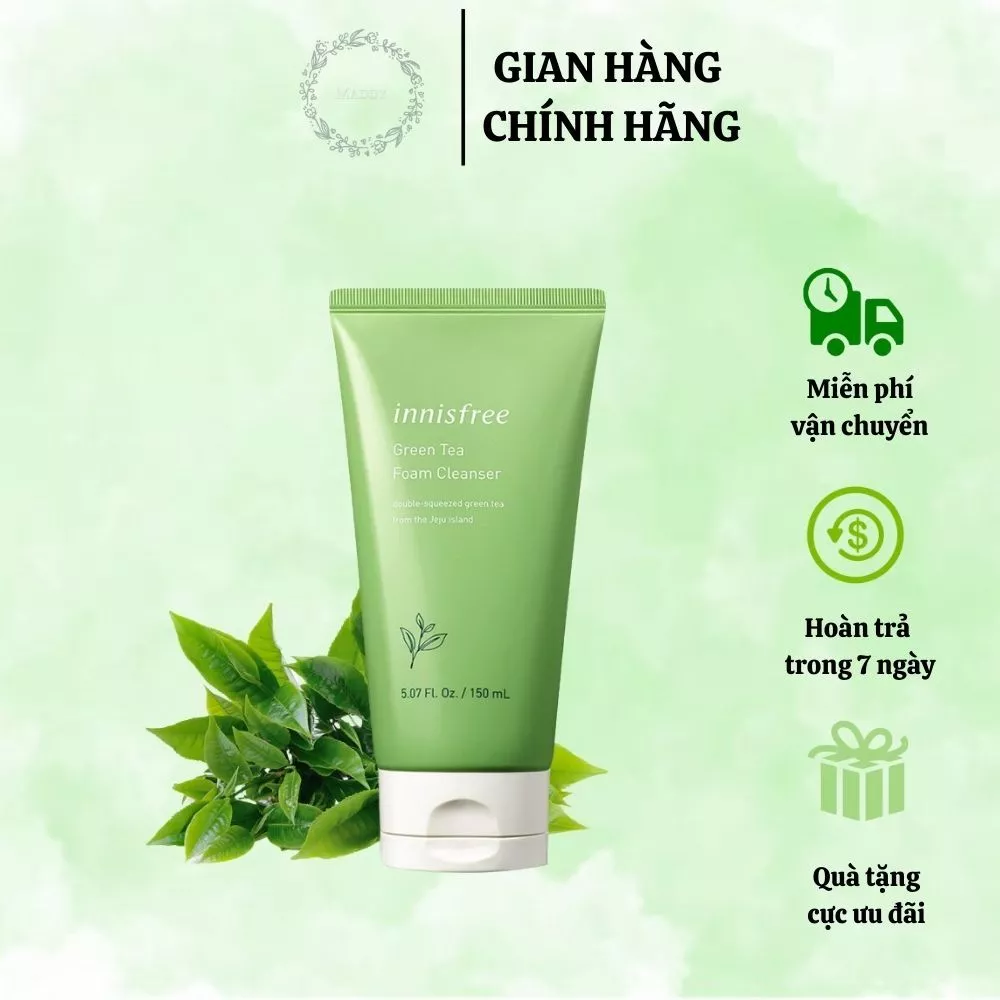 MADDY
GIAN HÀNG
CHÍNH HÃNG
innisfree
Green Tea
Foam Cleanser
double-squeezed green tea
from the Jeju island
5.07 Fl. Oz. / 150 mL
Miễn phí
vận chuyển
Hoàn trả
trong 7 ngày
Quà tặng
cực ưu đãi